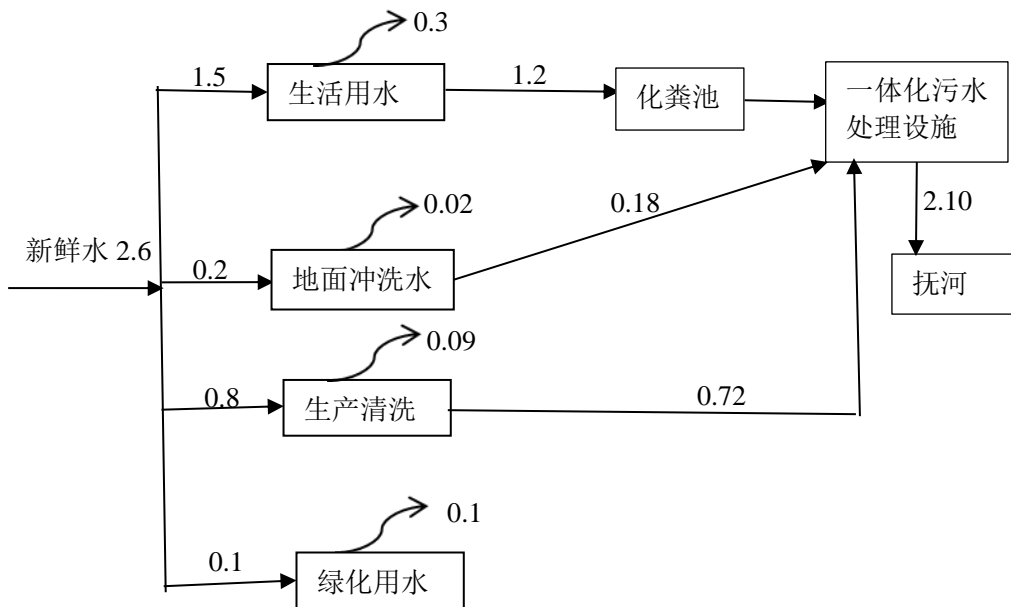 0.3
1.5
生活用水
1.2
化粪池
一体化污水
处理设施
0.02
0.18
2.10
新鲜水 2.6
0.2
地面冲洗水
抚河
0.09
0.8
生产清洗
0.72
0.1
0.1
绿化用水